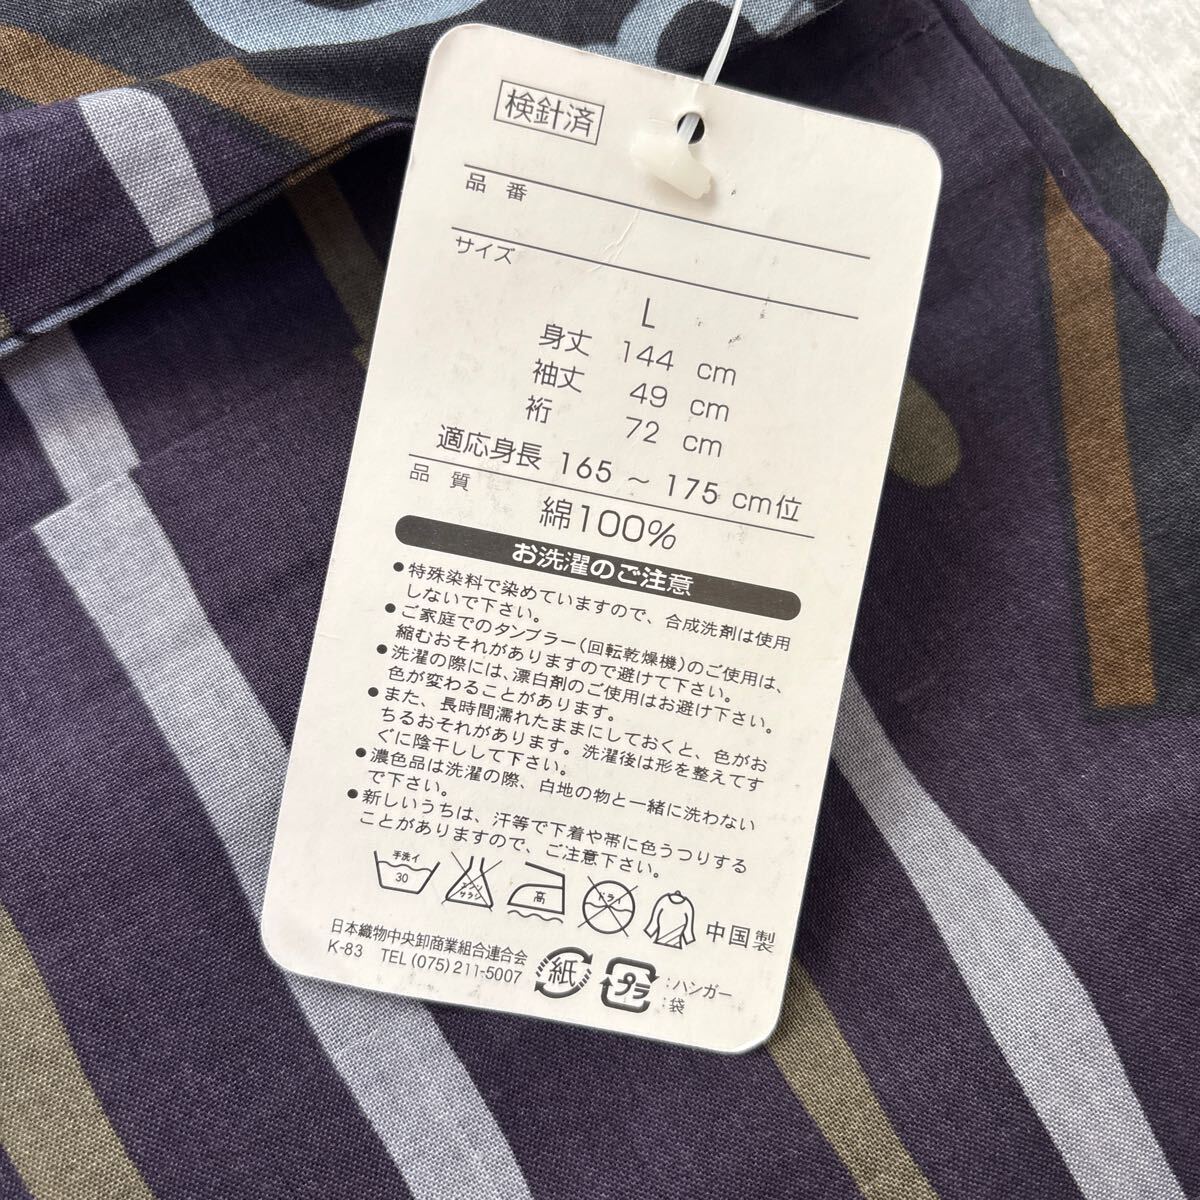 検針済
品番
サイズ
L
身丈 144 cm
袖丈 49 cm
裄 72 cm
適応身長 165 ~ 175 cm位
品質
綿100%
お洗濯のご注意
●特殊染料で染めていますので、合成洗剤は使用
しないで下さい。
●ご家庭でのタンブラー(回転乾燥機)のご使用は、
縮むおそれがありますので避けて下さい。
●洗濯の際には、漂白剤のご使用はお避け下さい。
色が変わることがあります。
●また、長時間濡れたままにしておくと、色がお
ちるおそれがあります。洗濯後は形を整えてす
ぐに陰干しして下さい。
●濃色品は洗濯の際、白地の物と一緒に洗わない
で下さい。
●新しいうちは、汗等で下着や帯に色うつりする
ことがありますので、ご注意下さい。
手洗イ
30
エンソ
サラシ
高
ドライ
中国製
日本織物中央卸商業組合連合会
K-83 TEL (075) 211-5007
紙
プラ
:ハンガー
:袋